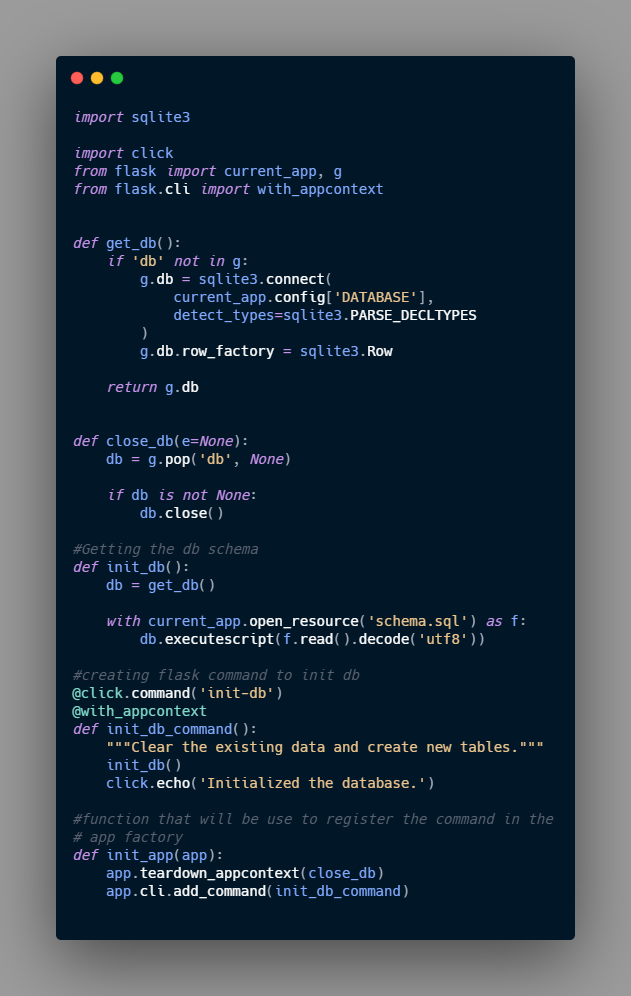 import sqlite3

import click
from flask import current_app, g
from flask.cli import with_appcontext


def get_db():
    if 'db' not in g:
        g.db = sqlite3.connect(
            current_app.config['DATABASE'],
            detect_types=sqlite3.PARSE_DECLTYPES
        )
        g.db.row_factory = sqlite3.Row

    return g.db


def close_db(e=None):
    db = g.pop('db', None)

    if db is not None:
        db.close()

#Getting the db schema
def init_db():
    db = get_db()

    with current_app.open_resource('schema.sql') as f:
        db.executescript(f.read().decode('utf8'))

#creating flask command to init db
@click.command('init-db')
@with_appcontext
def init_db_command():
    """Clear the existing data and create new tables."""
    init_db()
    click.echo('Initialized the database.')

#function that will be use to register the command in the
# app factory
def init_app(app):
    app.teardown_appcontext(close_db)
    app.cli.add_command(init_db_command)